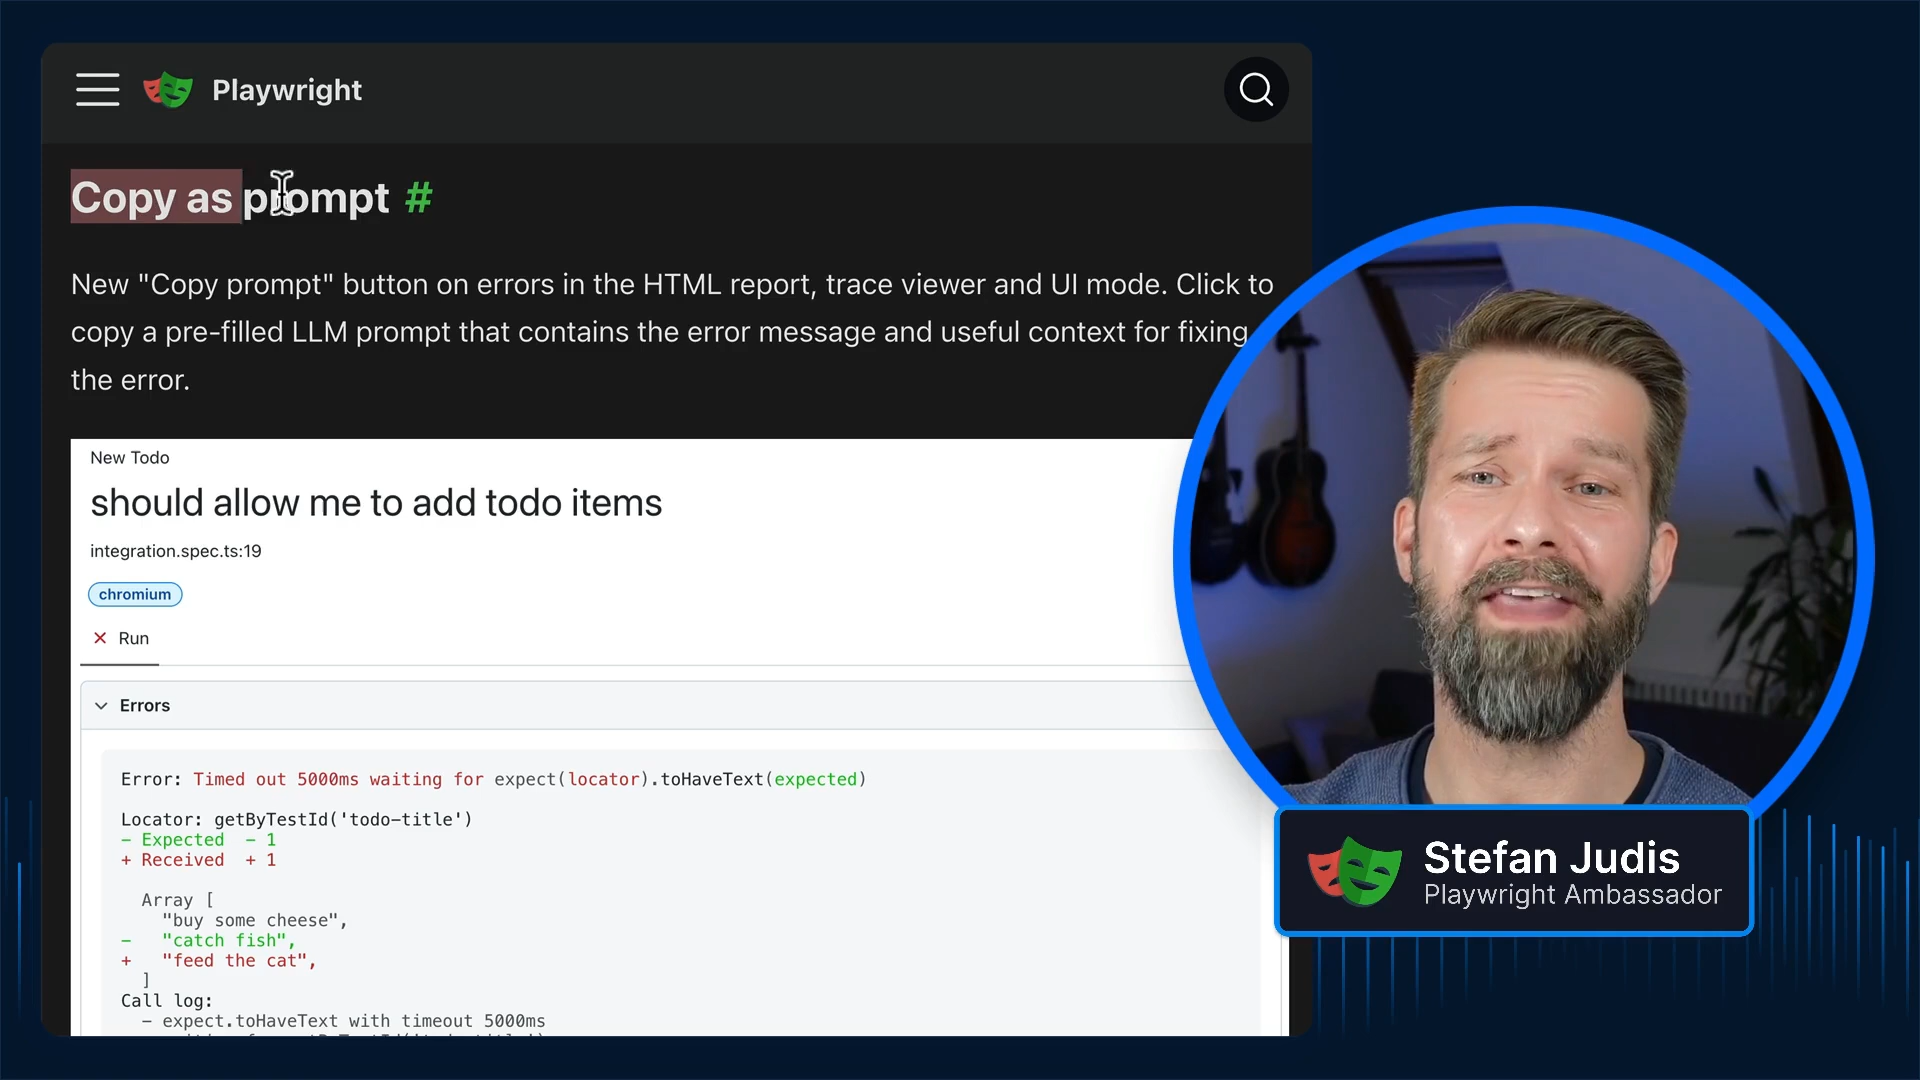 Playwright
Copy as prompt #
New "Copy prompt" button on errors in the HTML report, trace viewer and UI mode. Click to
copy a pre-filled LLM prompt that contains the error message and useful context for fixing
the error.
New Todo
should allow me to add todo items
integration.spec.ts:19
chromium
× Run
Errors
Error: Timed out 5000ms waiting for expect(locator).toHaveText(expected)
Locator: getByTestId('todo-title')
- Expected - 1
+ Received + 1
Array [
"buy some cheese",
- "catch fish",
+ "feed the cat",
]
Call log:
- expect.toHaveText with timeout 5000ms
Stefan Judis
Playwright Ambassador